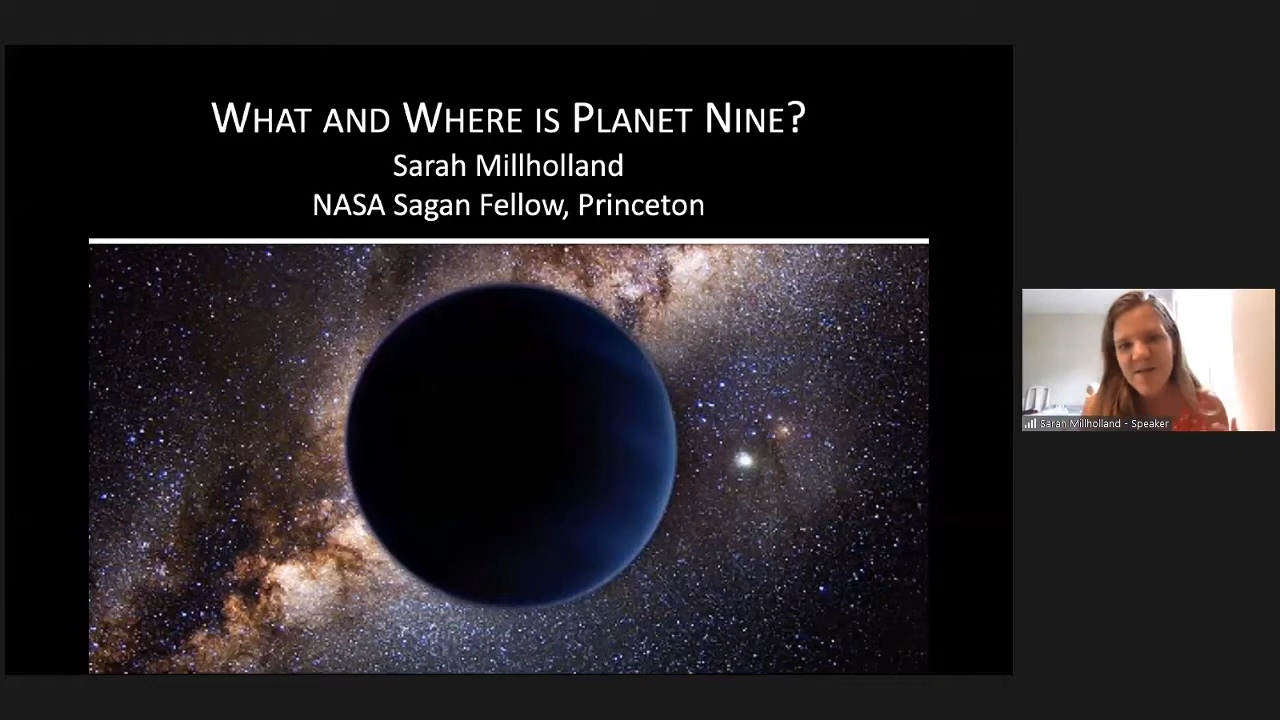 WHAT AND WHERE IS PLANET NINE?
Sarah Millholland
NASA Sagan Fellow, Princeton
Sarah Millholland - Speaker